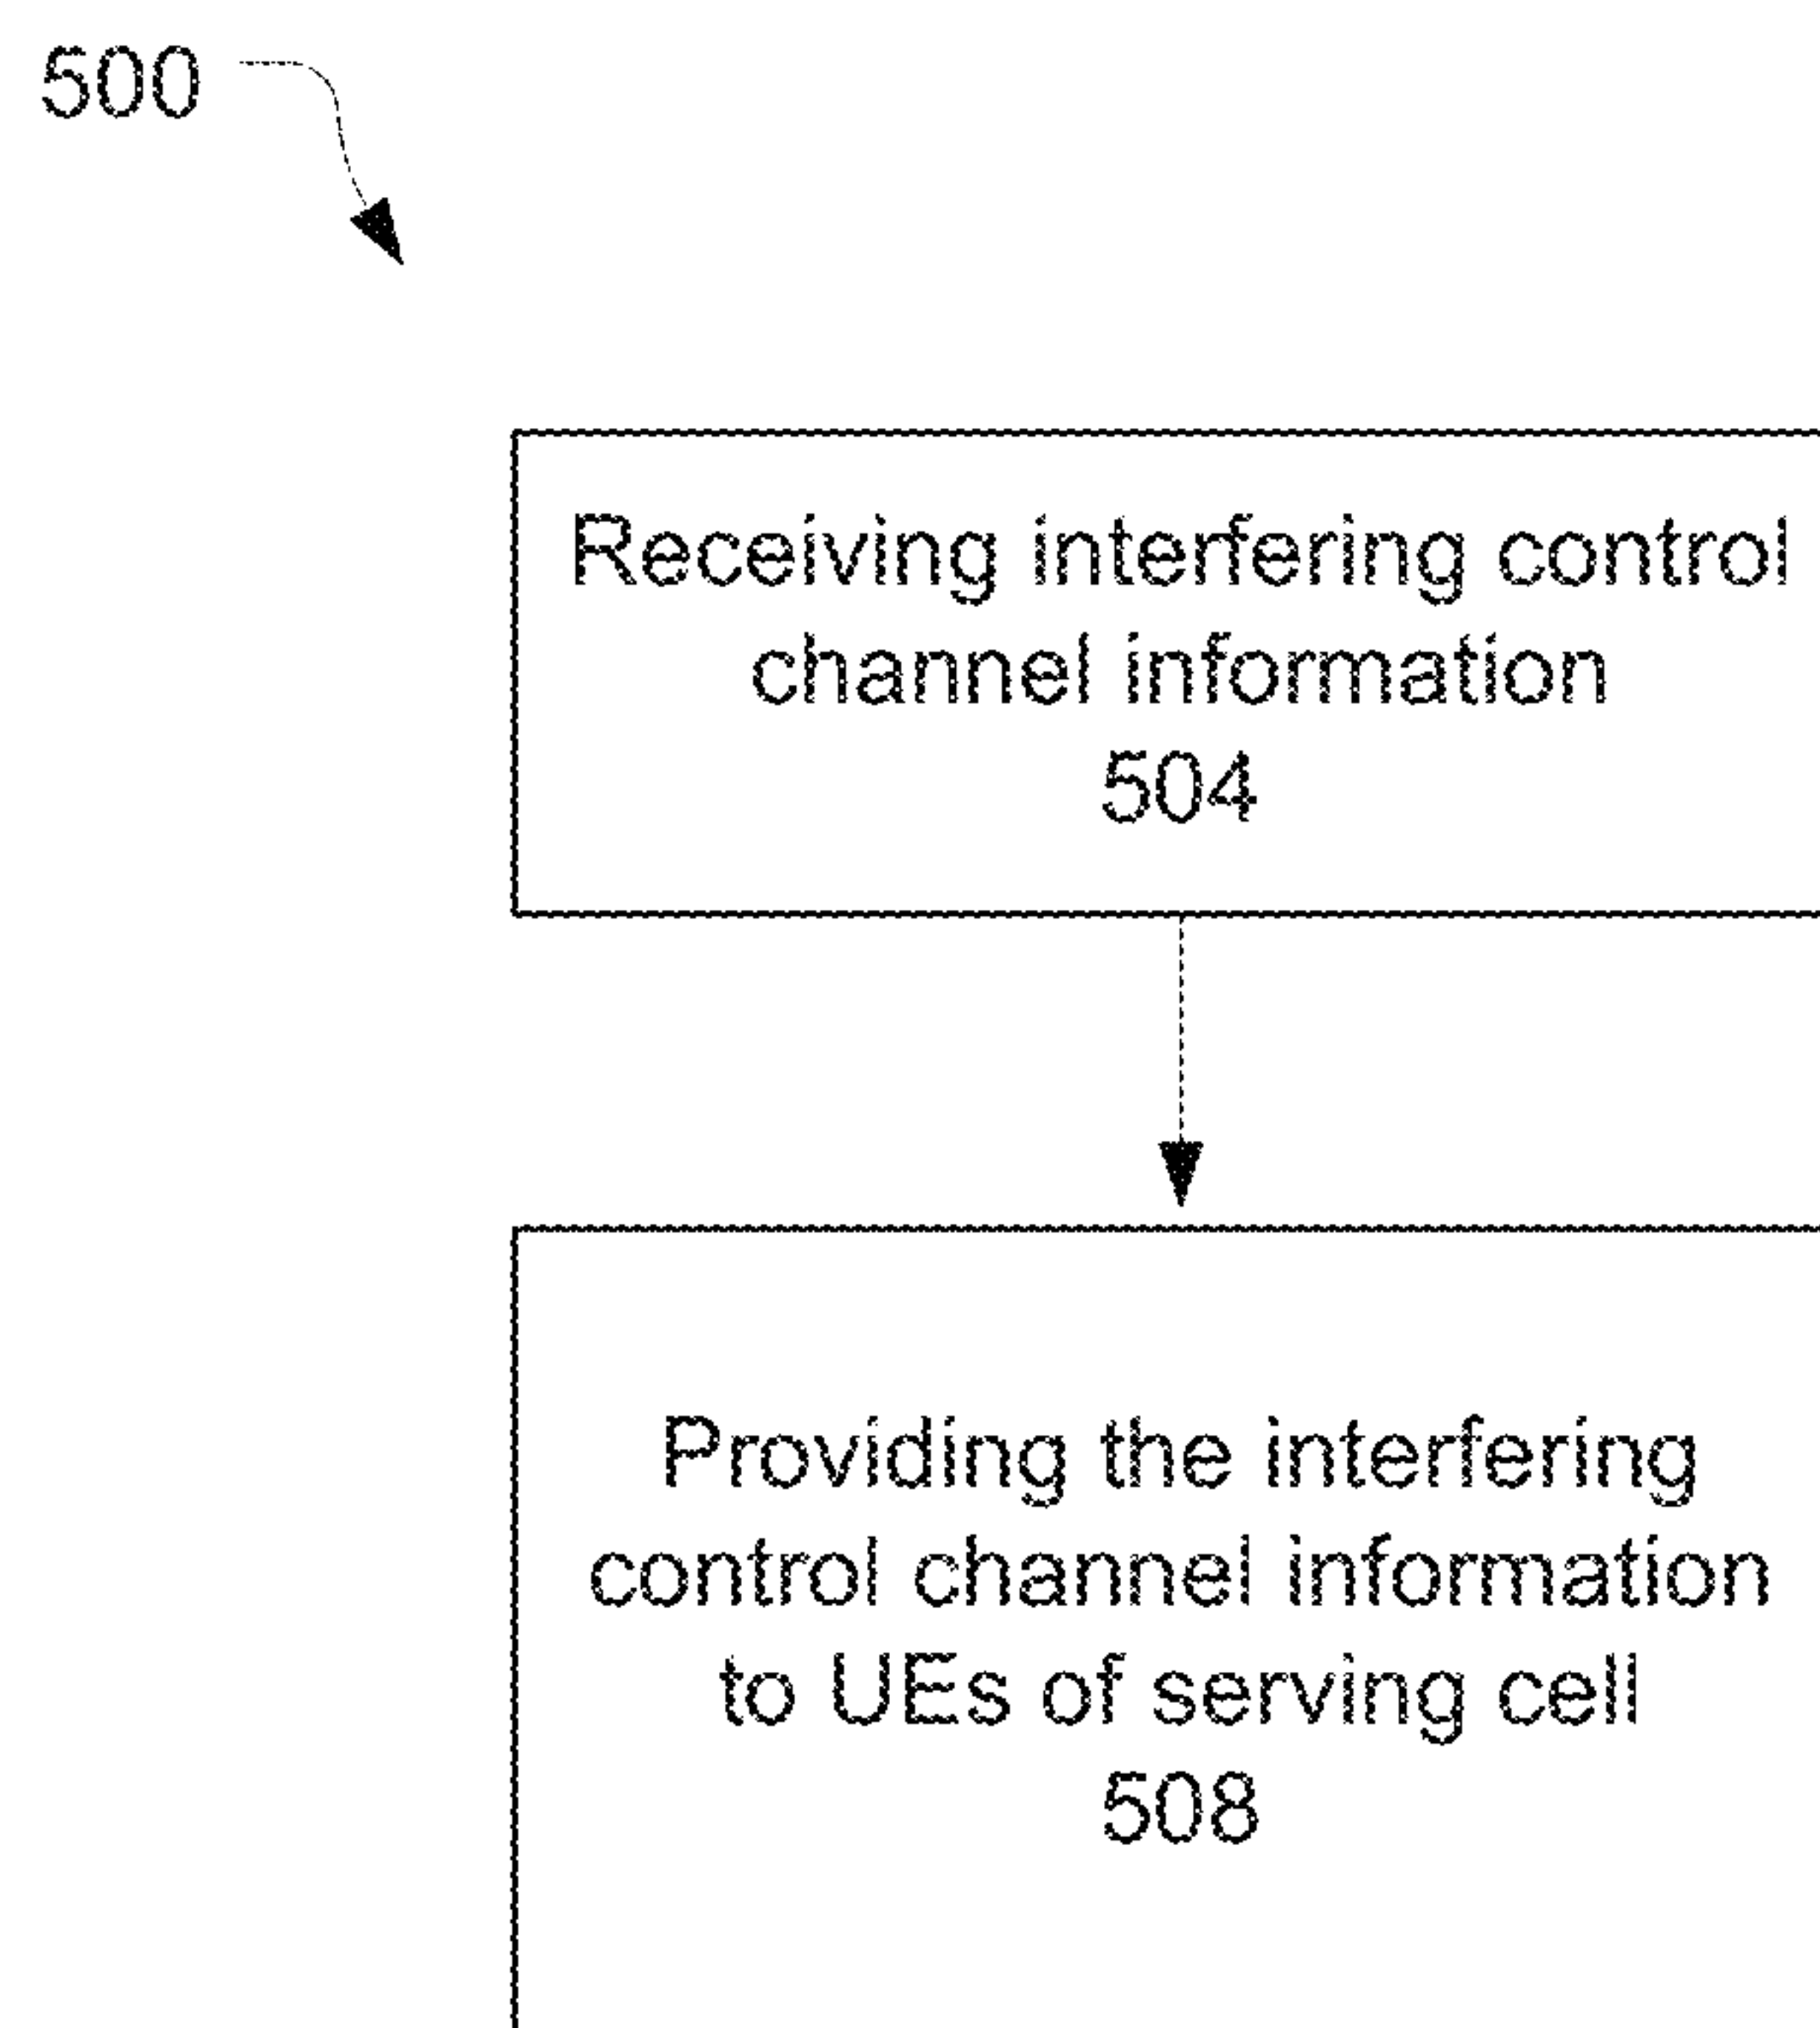 500
Receiving interfering control
channel information
504
Providing the interfering
control channel information
to UEs of serving cell
508